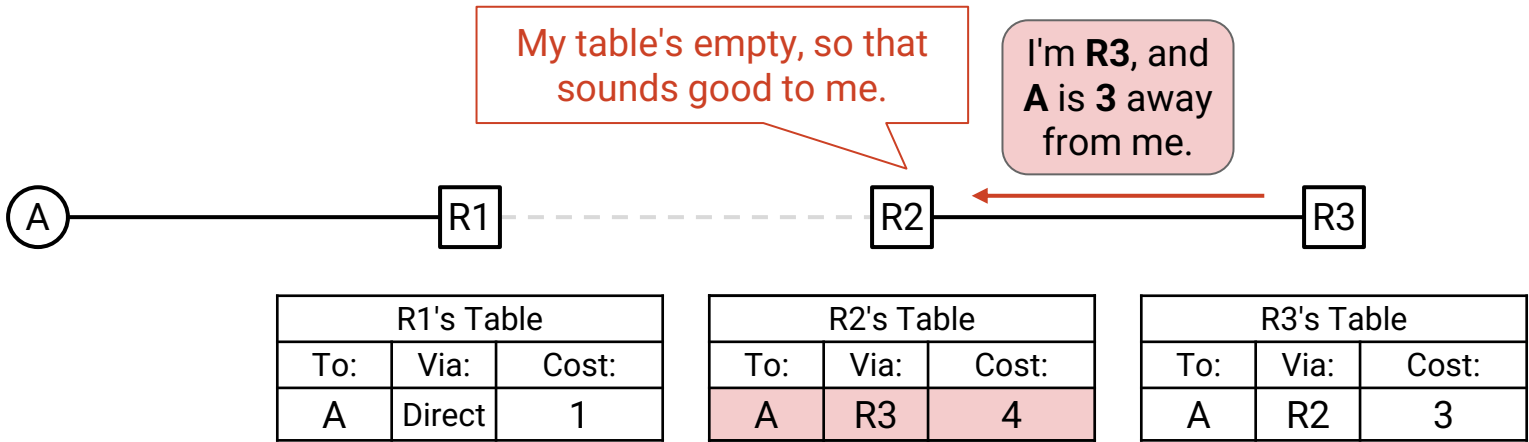 My table's empty, so that
sounds good to me.
I'm R3, and
A is 3 away
from me.
A
R1
R2
R3
R1's Table
To: Via: Cost:
A Direct 1
R2's Table
To: Via: Cost:
A R3 4
R3's Table
To: Via: Cost:
A R2 3